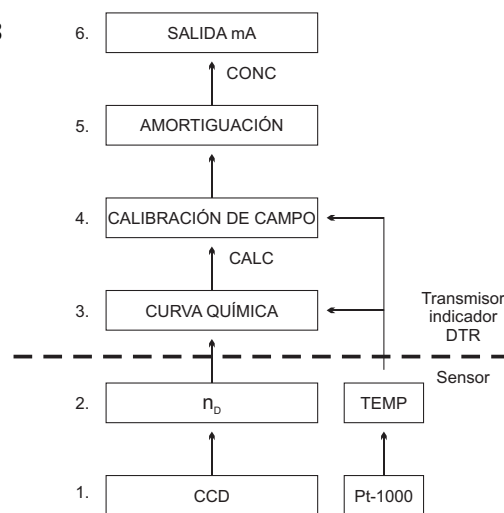 3
6. SALIDA mA
CONC
5. AMORTIGUACIÓN
4. CALIBRACIÓN DE CAMPO
CALC
3. CURVA QUÍMICA
Transmisor
indicador
DTR
Sensor
2. nD TEMP
1. CCD Pt-1000